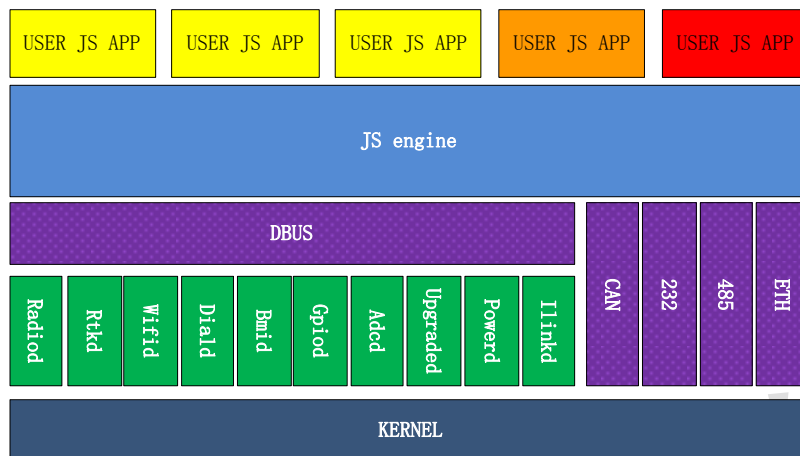 USER JS APP
USER JS APP
USER JS APP
USER JS APP
USER JS APP
JS engine
DBUS
CAN
232
485
ETH
Radiod
Rtkd
Wifid
Diald
Bmid
Gpiod
Adcd
Upgraded
Powerd
Ilinkd
KERNEL